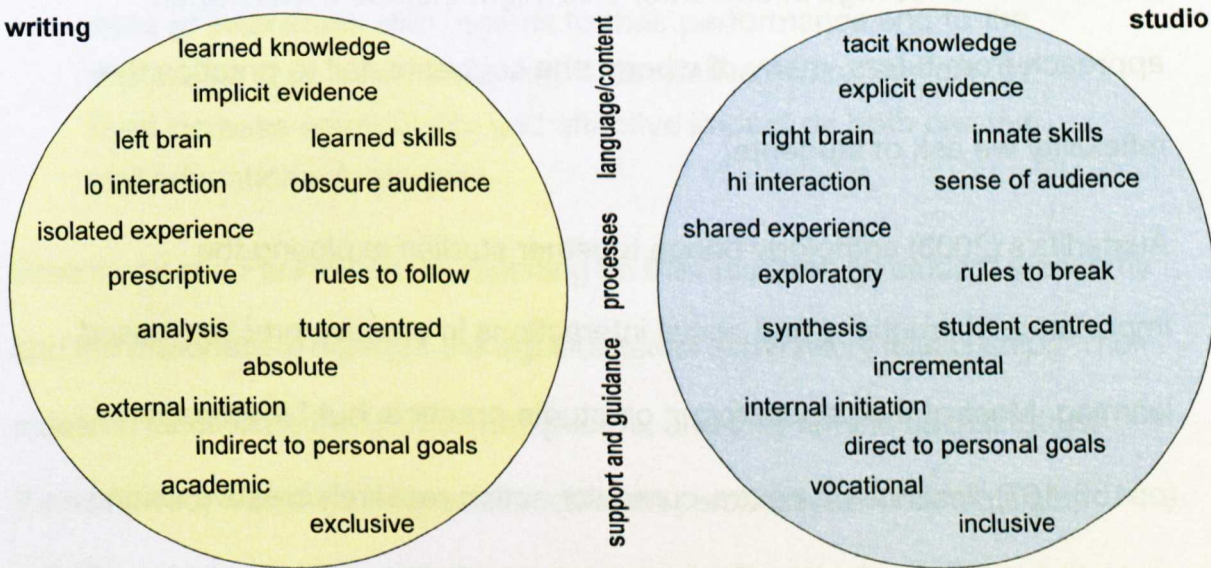 writing
learned knowledge
implicit evidence
left brain learned skills
lo interaction obscure audience
isolated experience
prescriptive rules to follow
analysis tutor centred
absolute
external initiation
indirect to personal goals
academic
exclusive
language/content
processes
support and guidance
studio
tacit knowledge
explicit evidence
right brain innate skills
hi interaction sense of audience
shared experience
exploratory rules to break
synthesis student centred
incremental
internal initiation
direct to personal goals
vocational
inclusive